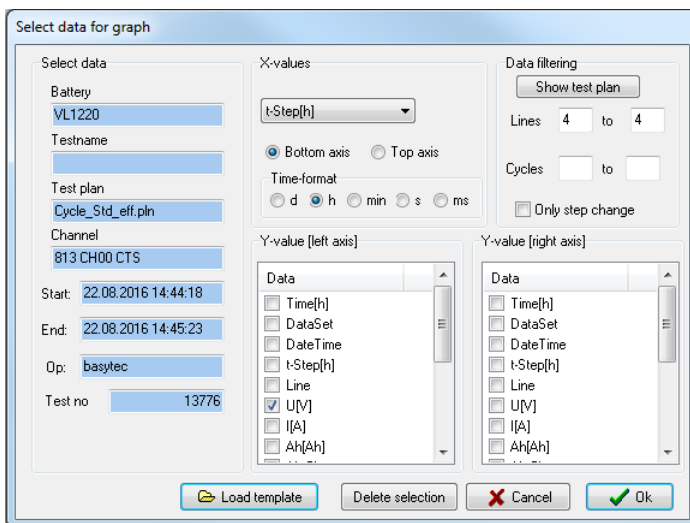 Select data for graph
Select data
Battery
VL1220
Testname
Test plan
Cycle_Std_eff.pln
Channel
813 CH00 CTS
Start: 22.08.2016 14:44:18
End: 22.08.2016 14:45:23
Op: basytec
Test no 13776
X-values
t-Step[h]
Bottom axis Top axis
Time-format
d h min s ms
Data filtering
Show test plan
Lines 4 to 4
Cycles to
Only step change
Y-value [left axis]
Data
Time[h]
DataSet
DateTime
t-Step[h]
Line
U[V]
I[A]
Ah[Ah]
Y-value [right axis]
Data
Time[h]
DataSet
DateTime
t-Step[h]
Line
U[V]
I[A]
Ah[Ah]
Load template Delete selection Cancel Ok